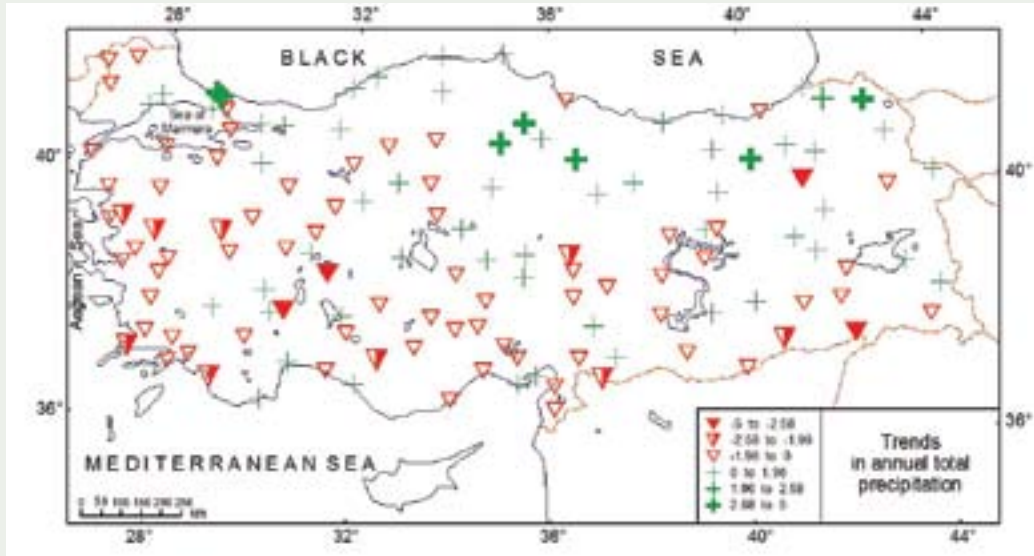 28° 32° 36° 40° 44°
BLACK SEA
Sea of
Marmara
40° 40°
Aegean Sea
36° 36°
MEDITERRANEAN SEA
-5 to -2.58
-2.58 to -1.96
-1.96 to 0
0 to 1.96
1.96 to 2.58
2.58 to 5
Trends
in annual total
precipitation
km
28° 32° 36° 40° 44°